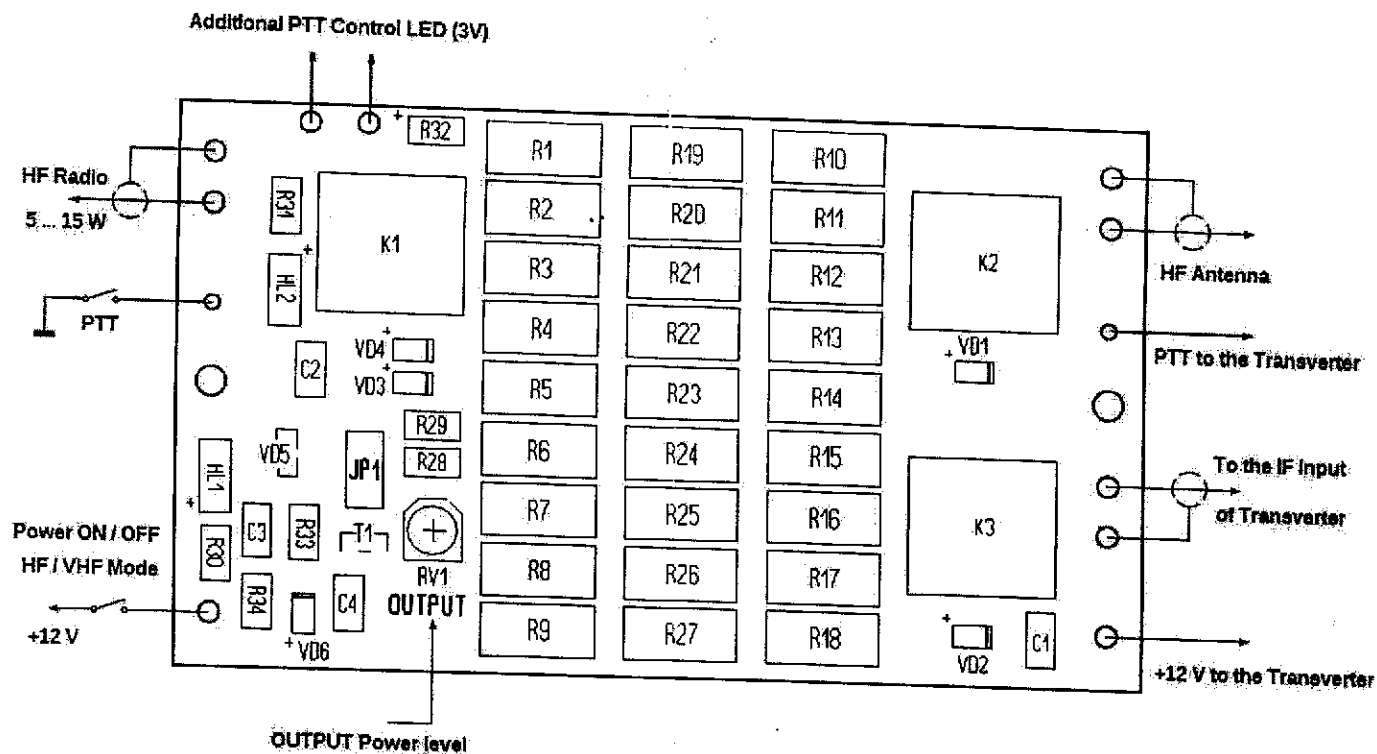 Additional PTT Control LED (3V)
+
R32
R1
R19
R10
HF Radio
5 ... 15 W
R31
K1
R2
R20
R11
K2
HF Antenna
+
HL2
R3
R21
R12
PTT
R4
R22
R13
+
VD4
+
VD3
C2
VD1
+
PTT to the Transverter
R5
R23
R14
R29
R28
VD5
JP1
R6
R24
R15
HL1
+
K3
To the IF Input
of Transverter
R7
R25
R16
Power ON / OFF
HF / VHF Mode
+12 V
R30
C3
R33
T1
RV1
OUTPUT
R8
R26
R17
R34
C4
+
VD6
R9
R27
R18
+
VD2
C1
+12 V to the Transverter
OUTPUT Power level